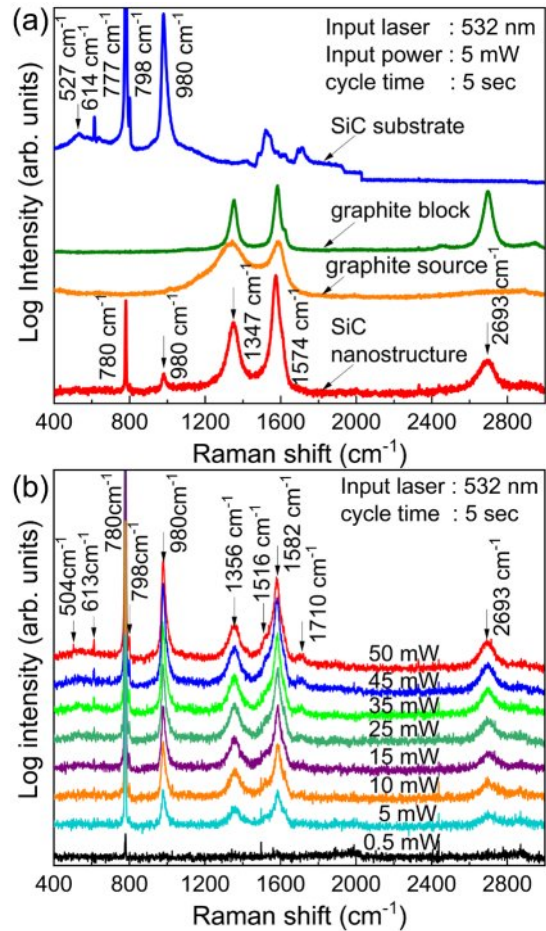 (a)
Input laser : 532 nm
Input power : 5 mW
cycle time : 5 sec
527 cm⁻¹
614 cm⁻¹
777 cm⁻¹
798 cm⁻¹
980 cm⁻¹
SiC substrate
graphite block
graphite source
780 cm⁻¹
980 cm⁻¹
1347 cm⁻¹
1574 cm⁻¹
SiC
nanostructure
2693 cm⁻¹
Log Intensity (arb. units)
400 800 1200 1600 2000 2400 2800
Raman shift (cm⁻¹)
(b)
Input laser : 532 nm
cycle time : 5 sec
504cm⁻¹
613cm⁻¹
780cm⁻¹
798cm⁻¹
980cm⁻¹
1356 cm⁻¹
1516 cm⁻¹
1582 cm⁻¹
1710 cm⁻¹
2693 cm⁻¹
50 mW
45 mW
35 mW
25 mW
15 mW
10 mW
5 mW
0.5 mW
Log intensity (arb. units)
400 800 1200 1600 2000 2400 2800
Raman shift (cm⁻¹)